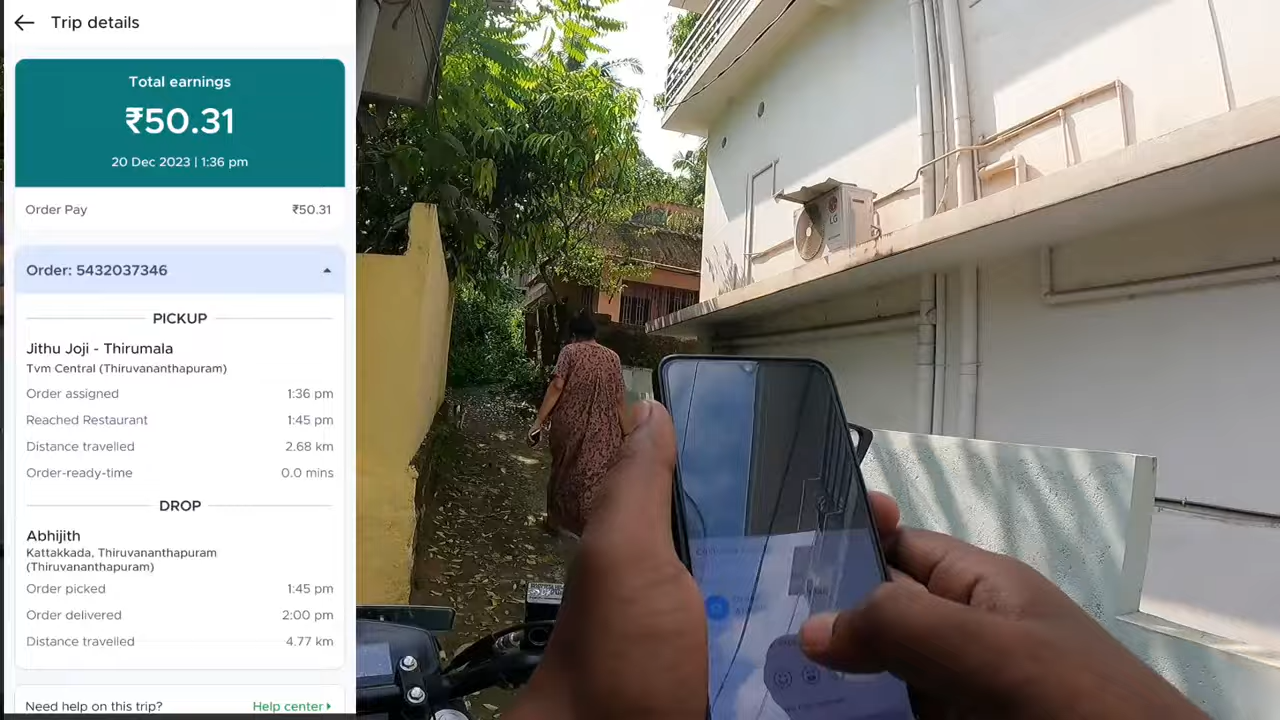 Trip details
Total earnings
₹50.31
20 Dec 2023 | 1:36 pm
Order Pay ₹50.31
Order: 5432037346
PICKUP
Jithu Joji - Thirumala
Tvm Central (Thiruvananthapuram)
Order assigned 1:36 pm
Reached Restaurant 1:45 pm
Distance travelled 2.68 km
Order-ready-time 0.0 mins
DROP
Abhijith
Kattakkada, Thiruvananthapuram
(Thiruvananthapuram)
Order picked 1:45 pm
Order delivered 2:00 pm
Distance travelled 4.77 km
Need help on this trip? Help center
LG